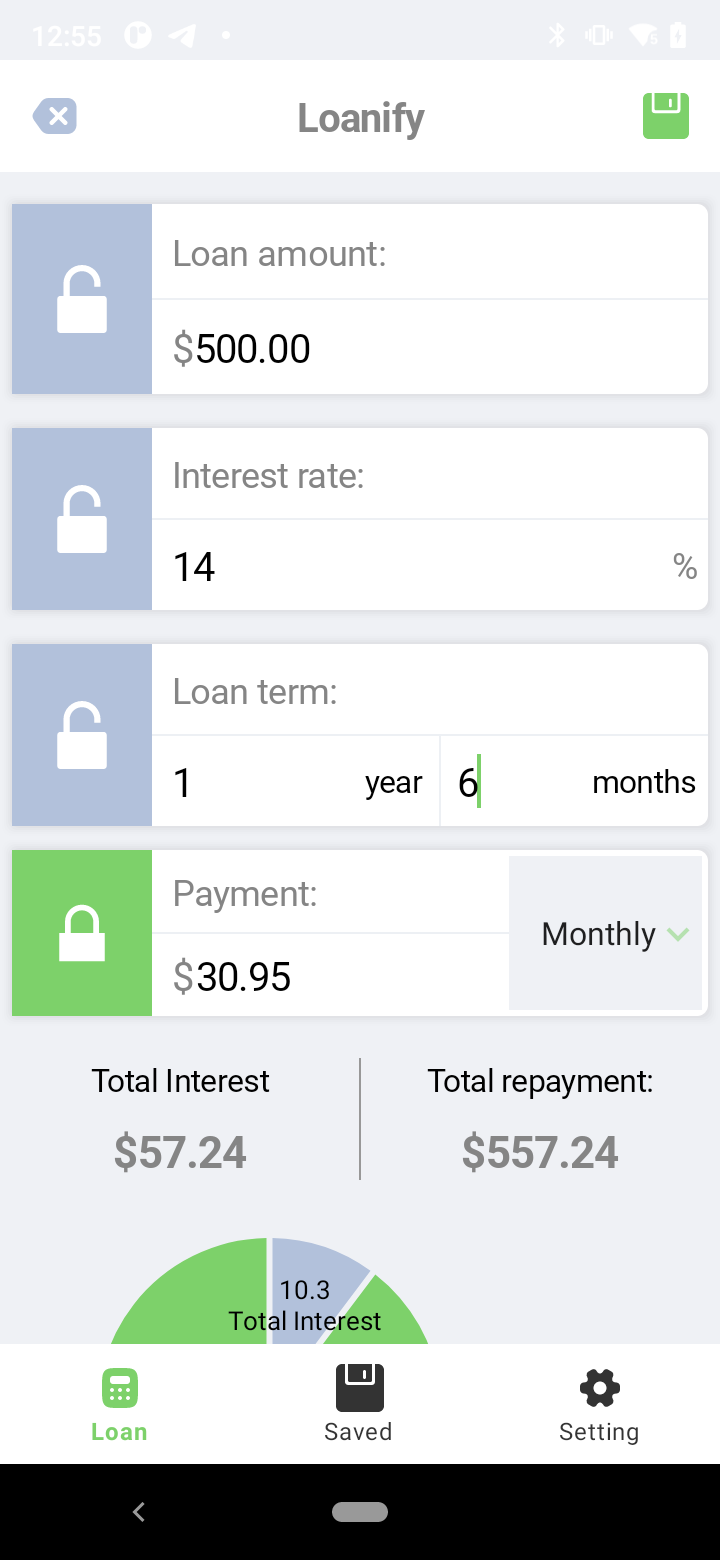 12:55
Loanify
Loan amount:
$500.00
Interest rate:
14 %
Loan term:
1 year 6 months
Payment:
Monthly
$30.95
Total Interest Total repayment:
$57.24 $557.24
10.3
Total Interest
Loan Saved Setting